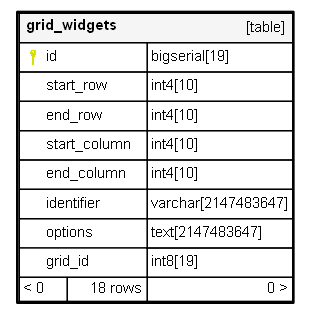 grid_widgets [table]
id bigserial[19]
start_row int4[10]
end_row int4[10]
start_column int4[10]
end_column int4[10]
identifier varchar[2147483647]
options text[2147483647]
grid_id int8[19]
< 0 18 rows 0 >